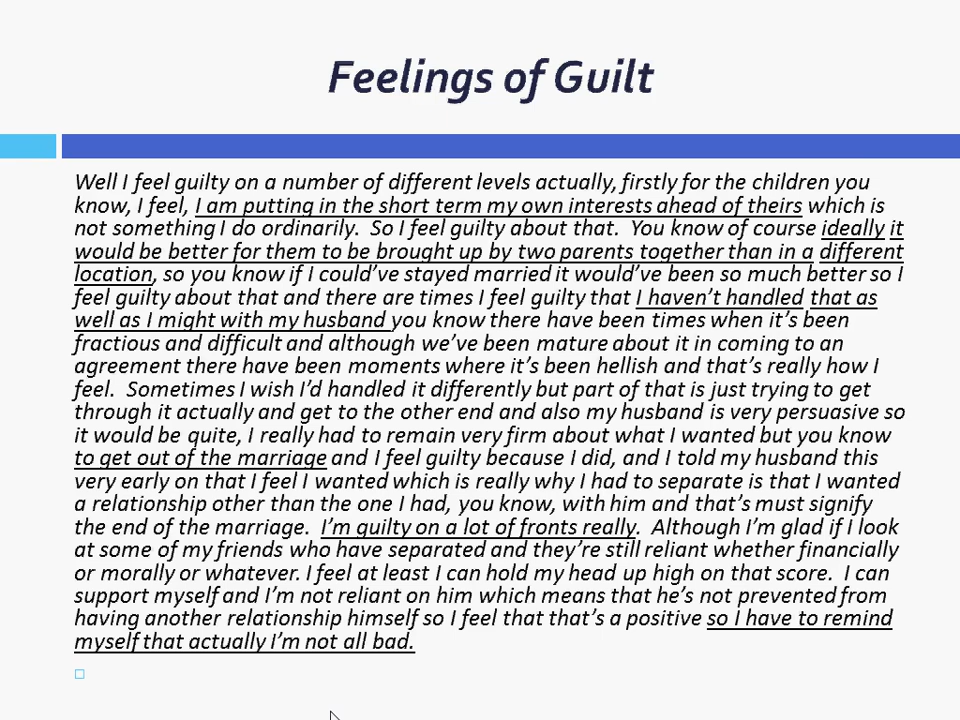 Feelings of Guilt
Well I feel guilty on a number of different levels actually, firstly for the children you
know, I feel, I am putting in the short term my own interests ahead of theirs which is
not something I do ordinarily.  So I feel guilty about that.  You know of course ideally it
would be better for them to be brought up by two parents together than in a different
location, so you know if I could’ve stayed married it would’ve been so much better so I
feel guilty about that and there are times I feel guilty that I haven’t handled that as
well as I might with my husband you know there have been times when it’s been
fractious and difficult and although we’ve been mature about it in coming to an
agreement there have been moments where it’s been hellish and that’s really how I
feel.  Sometimes I wish I’d handled it differently but part of that is just trying to get
through it actually and get to the other end and also my husband is very persuasive so
it would be quite, I really had to remain very firm about what I wanted but you know
to get out of the marriage and I feel guilty because I did, and I told my husband this
very early on that I feel I wanted which is really why I had to separate is that I wanted
a relationship other than the one I had, you know, with him and that’s must signify
the end of the marriage.  I’m guilty on a lot of fronts really.  Although I’m glad if I look
at some of my friends who have separated and they’re still reliant whether financially
or morally or whatever. I feel at least I can hold my head up high on that score.  I can
support myself and I’m not reliant on him which means that he’s not prevented from
having another relationship himself so I feel that that’s a positive so I have to remind
myself that actually I’m not all bad.